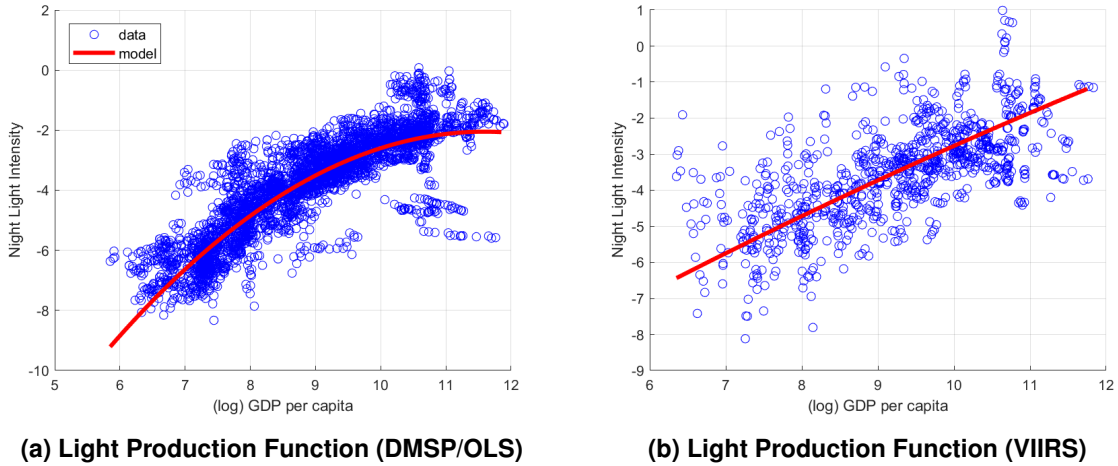 2
0
-2
-4
-6
-8
-10
Night Light Intensity
data
model
5 6 7 8 9 10 11 12
(log) GDP per capita
(a) Light Production Function (DMSP/OLS)
1
0
-1
-2
-3
-4
-5
-6
-7
-8
-9
Night Light Intensity
6 7 8 9 10 11 12
(log) GDP per capita
(b) Light Production Function (VIIRS)